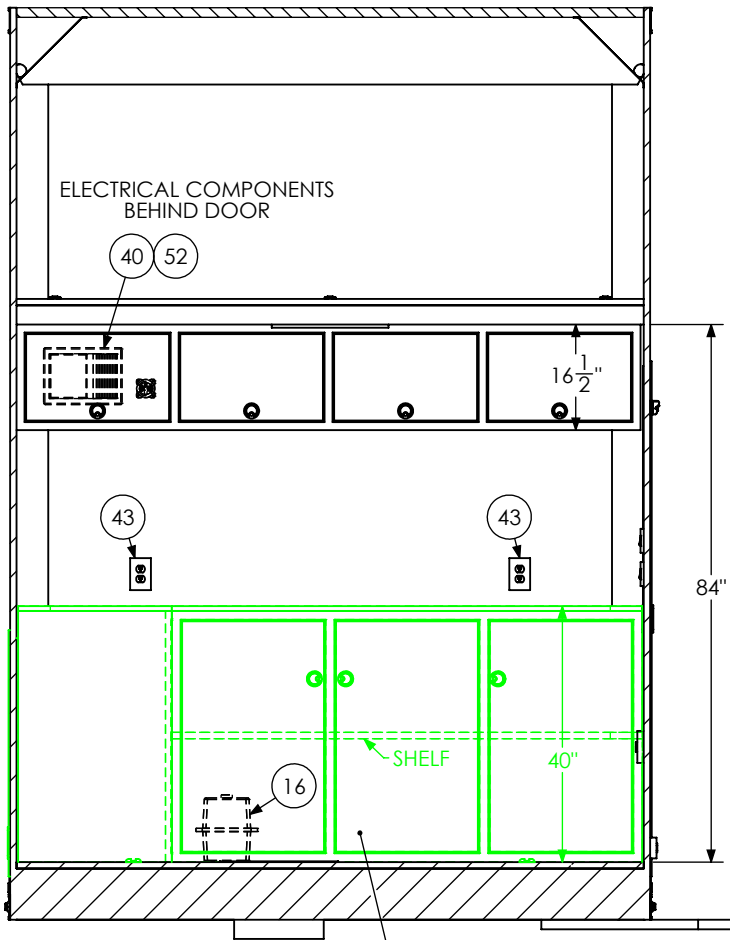 ELECTRICAL COMPONENTS
BEHIND DOOR
40 52
16 1/2"
43 43
84"
SHELF
40"
16